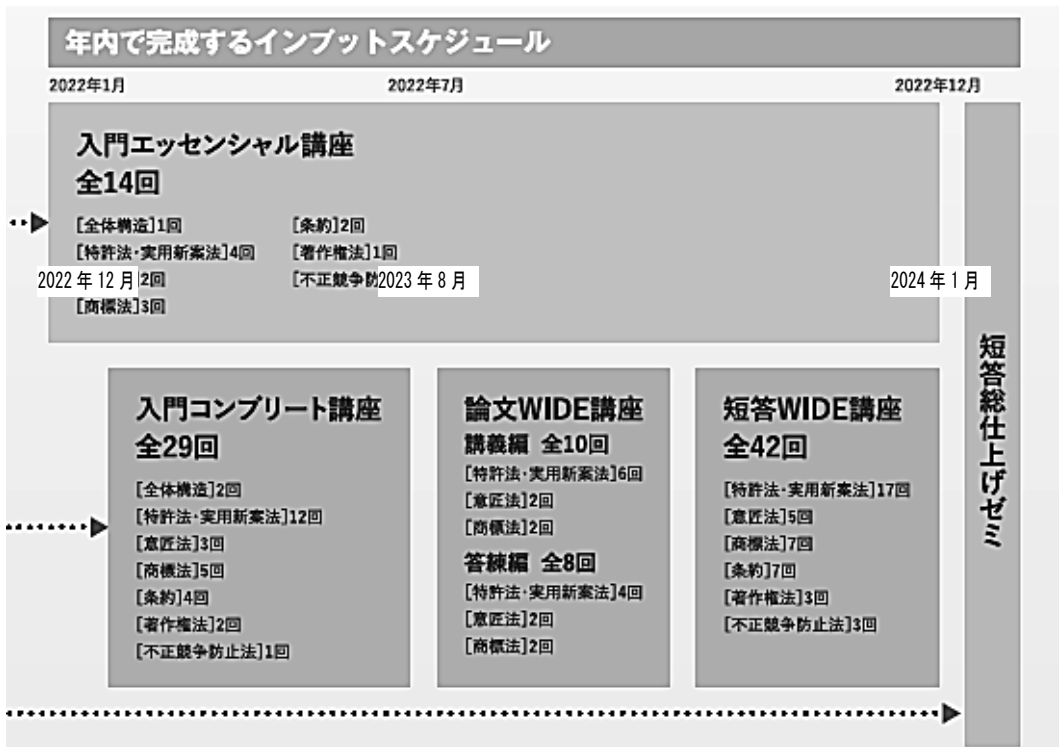 年内で完成するインプットスケジュール
2022年1月
2022年7月
2022年12月
入門エッセンシャル講座
全14回
[全体構造]1回
[特許法・実用新案法]4回
2022年12月
2回
[商標法]3回
[条約]2回
[著作権法]1回
[不正競争防
2023年8月
2024年1月
入門コンプリート講座
全29回
[全体構造]2回
[特許法・実用新案法]12回
[意匠法]3回
[商標法]5回
[条約]4回
[著作権法]2回
[不正競争防止法]1回
論文WIDE講座
講義編 全10回
[特許法・実用新案法]6回
[意匠法]2回
[商標法]2回
答練編 全8回
[特許法・実用新案法]4回
[意匠法]2回
[商標法]2回
短答WIDE講座
全42回
[特許法・実用新案法]17回
[意匠法]5回
[商標法]7回
[条約]7回
[著作権法]3回
[不正競争防止法]3回
短答総仕上げゼミ